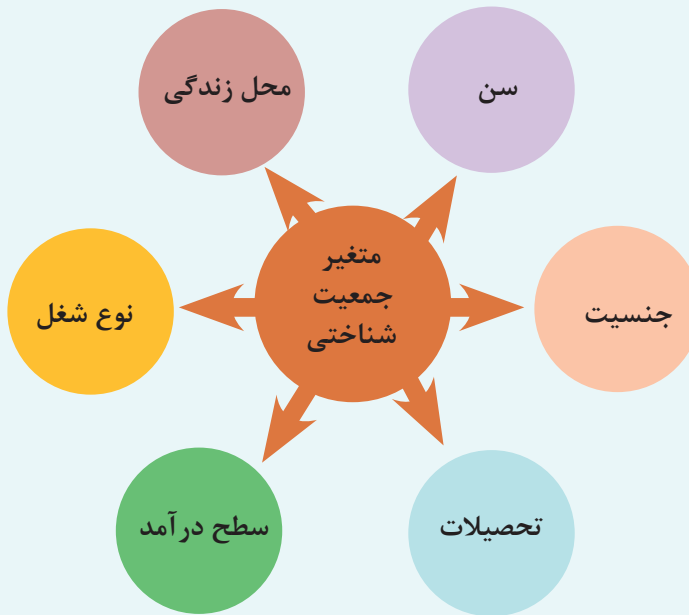 محل زندگی
سن
متغیر
جمعیت
شناختی
نوع شغل
جنسیت
سطح درآمد
تحصیلات